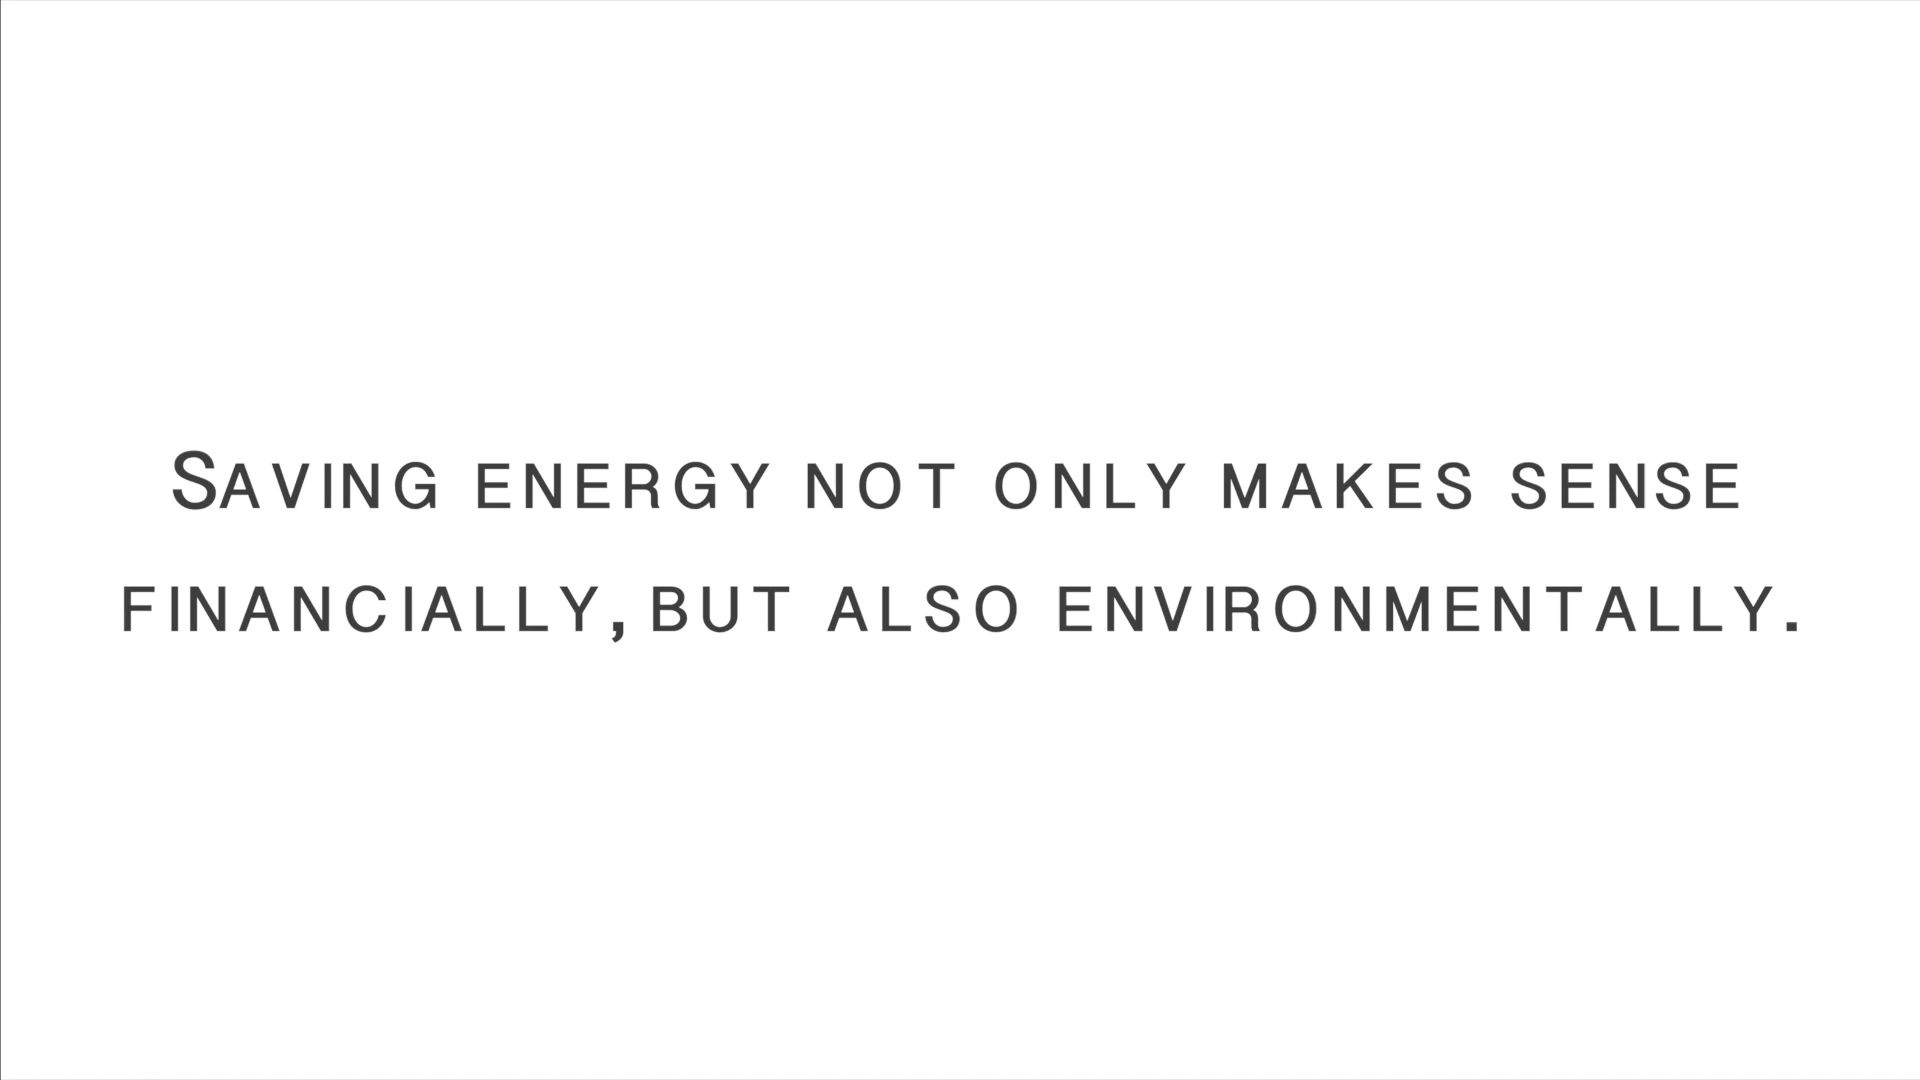 Saving energy not only makes sense
financially, but also environmentally.